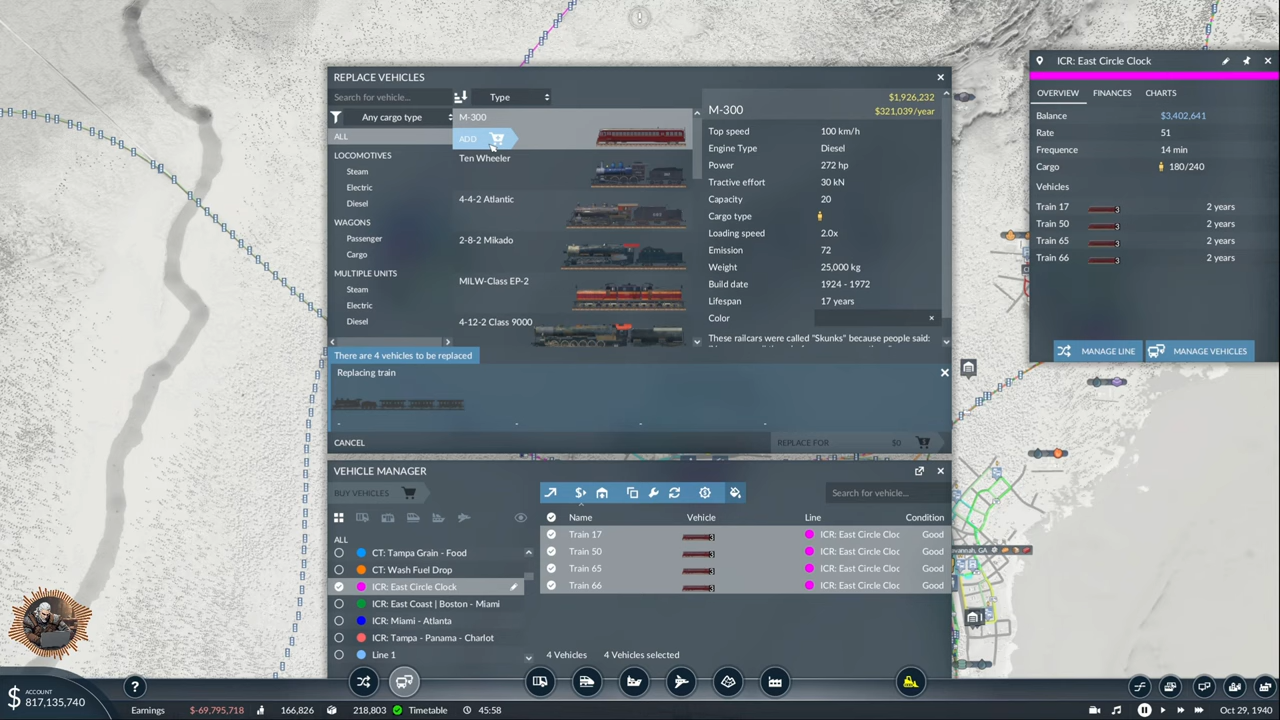 REPLACE VEHICLES
Search for vehicle...
Type
Any cargo type
ALL
LOCOMOTIVES
Steam
Electric
Diesel
WAGONS
Passenger
Cargo
MULTIPLE UNITS
Steam
Electric
Diesel
M-300
ADD
Ten Wheeler
4-4-2 Atlantic
2-8-2 Mikado
MILW-Class EP-2
4-12-2 Class 9000
$1,926,232
M-300
$321,039/year
Top speed 100 km/h
Engine Type Diesel
Power 272 hp
Tractive effort 30 kN
Capacity 20
Cargo type
Loading speed 2.0x
Emission 72
Weight 25,000 kg
Build date 1924 - 1972
Lifespan 17 years
Color
These railcars were called "Skunks" because people said:
There are 4 vehicles to be replaced
Replacing train
- - - -
CANCEL
REPLACE FOR $0
VEHICLE MANAGER
BUY VEHICLES
Search for vehicle...
ALL
CT: Tampa Grain - Food
CT: Wash Fuel Drop
ICR: East Circle Clock
ICR: East Coast | Boston - Miami
ICR: Miami - Atlanta
ICR: Tampa - Panama - Charlot
Line 1
Name Vehicle Line Condition
Train 17 3 ICR: East Circle Cloc Good
Train 50 3 ICR: East Circle Cloc Good
Train 65 3 ICR: East Circle Cloc Good
Train 66 3 ICR: East Circle Cloc Good
4 Vehicles 4 Vehicles selected
ICR: East Circle Clock
OVERVIEW FINANCES CHARTS
Balance $3,402,641
Rate 51
Frequence 14 min
Cargo 180/240
Vehicles
Train 17 3 2 years
Train 50 3 2 years
Train 65 3 2 years
Train 66 3 2 years
MANAGE LINE MANAGE VEHICLES
avannah, GA
1
$ ACCOUNT
817,135,740
?
Earnings $-69,795,718 166,826 218,803 Timetable 45:58
Oct 29, 1940